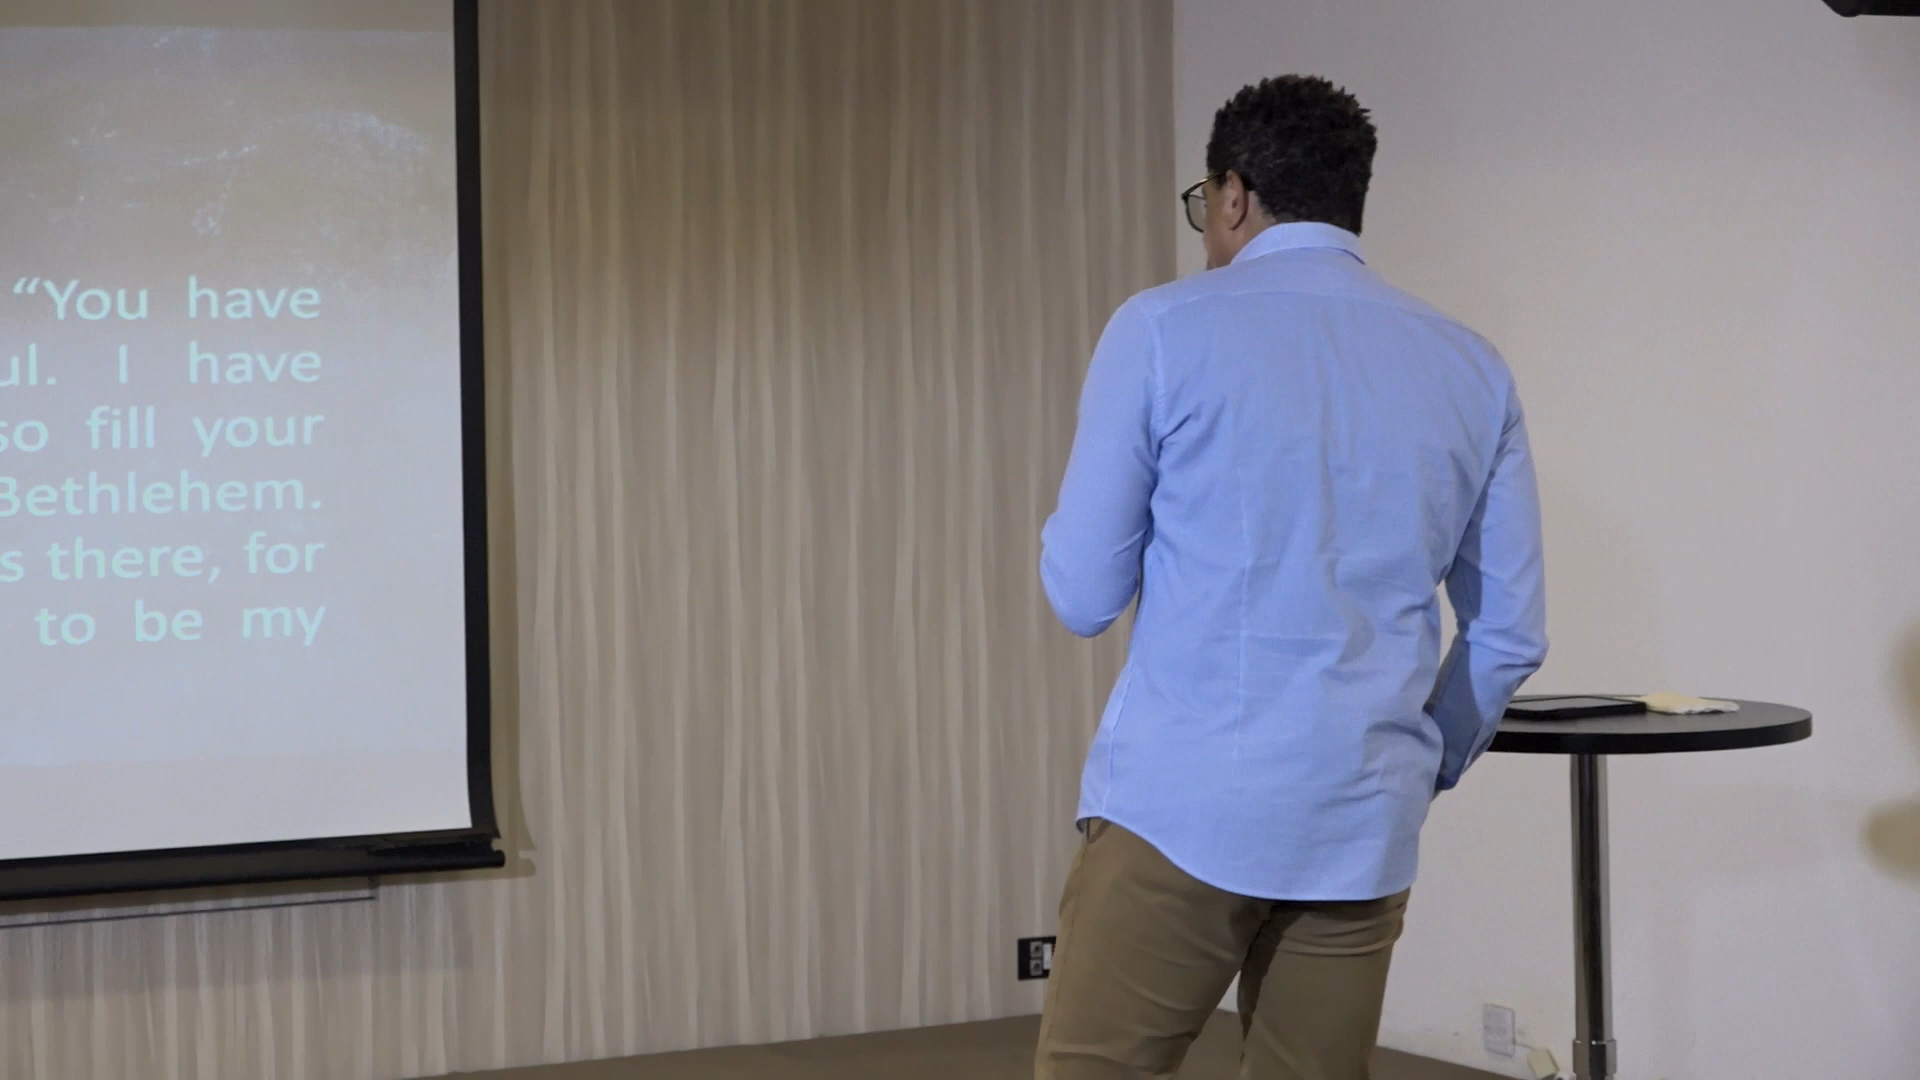 “You have
ul. I have
so fill your
Bethlehem.
s there, for
to be my